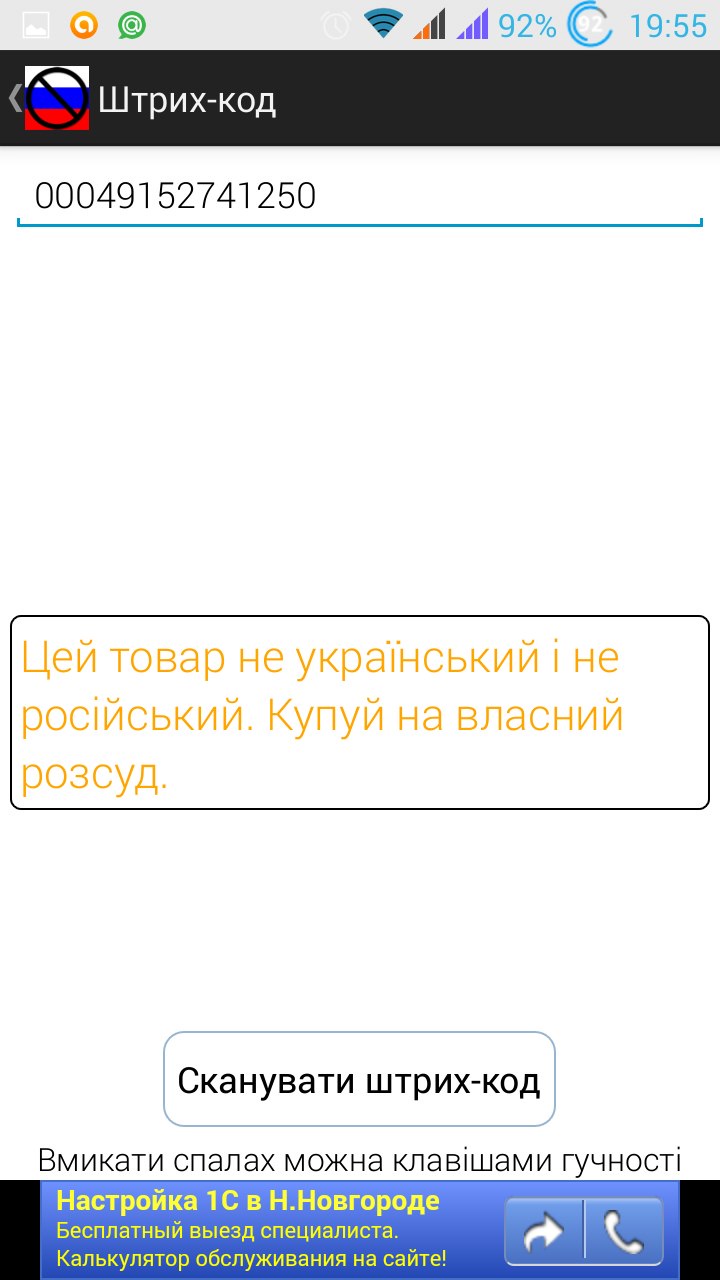 92% 92 19:55
Штрих-код
00049152741250
Цей товар не український і не
російський. Купуй на власний
розсуд.
Сканувати штрих-код
Вмикати спалах можна клавішами гучності
Настройка 1С в Н.Новгороде
Бесплатный выезд специалиста.
Калькулятор обслуживания на сайте!